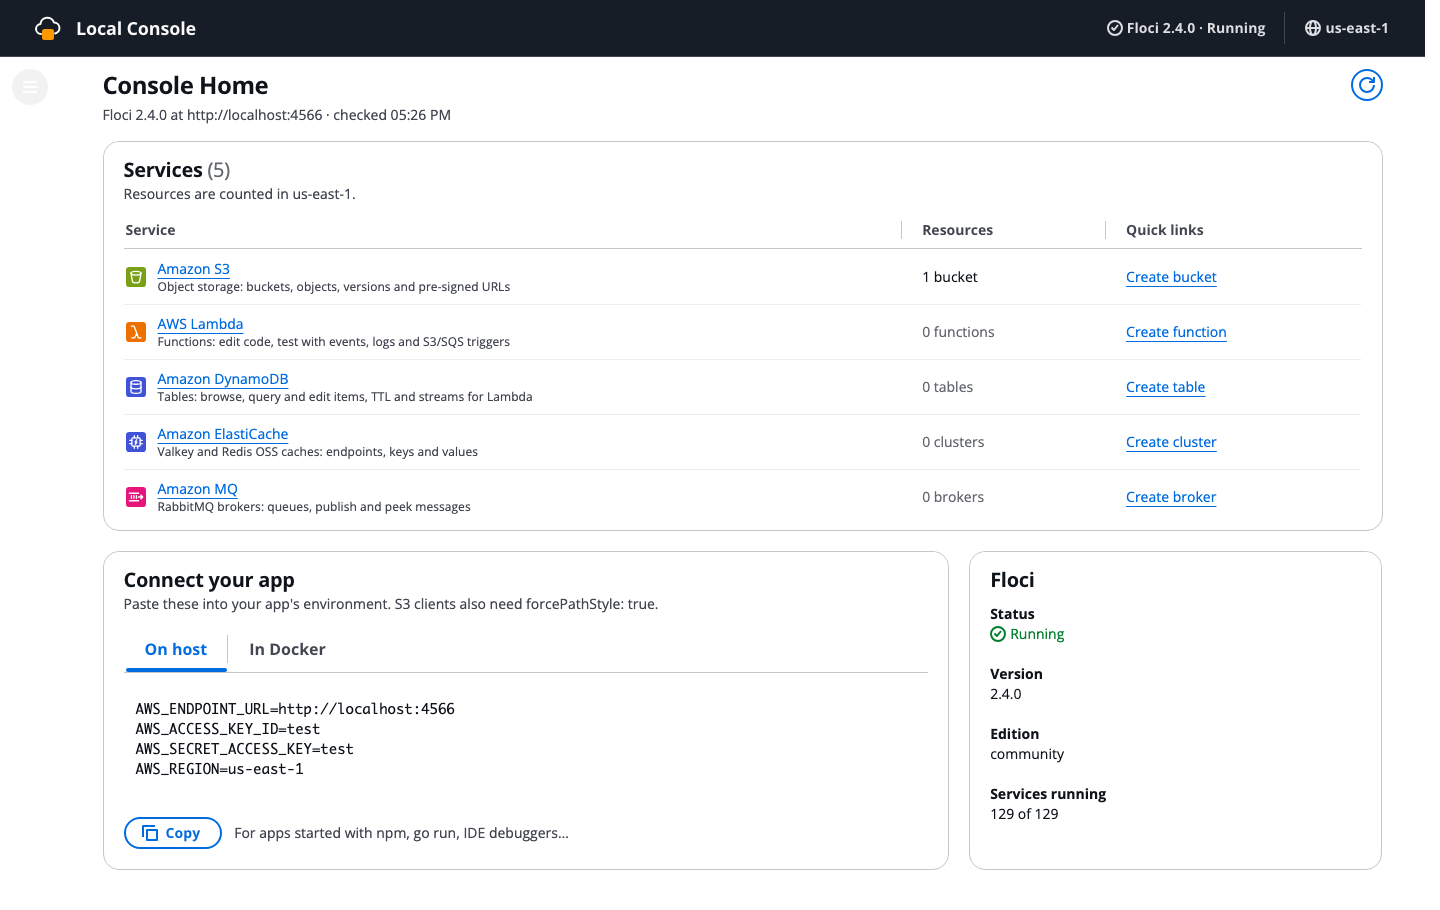 Local Console
Floci 2.4.0 · Running
us-east-1
Console Home
Floci 2.4.0 at http://localhost:4566 · checked 05:26 PM
Services (5)
Resources are counted in us-east-1.
Service Resources Quick links
Amazon S3
Object storage: buckets, objects, versions and pre-signed URLs
1 bucket
Create bucket
AWS Lambda
Functions: edit code, test with events, logs and S3/SQS triggers
0 functions
Create function
Amazon DynamoDB
Tables: browse, query and edit items, TTL and streams for Lambda
0 tables
Create table
Amazon ElastiCache
Valkey and Redis OSS caches: endpoints, keys and values
0 clusters
Create cluster
Amazon MQ
RabbitMQ brokers: queues, publish and peek messages
0 brokers
Create broker
Connect your app
Paste these into your app's environment. S3 clients also need forcePathStyle: true.
On host
In Docker
AWS_ENDPOINT_URL=http://localhost:4566
AWS_ACCESS_KEY_ID=test
AWS_SECRET_ACCESS_KEY=test
AWS_REGION=us-east-1
Copy
For apps started with npm, go run, IDE debuggers...
Floci
Status
Running
Version
2.4.0
Edition
community
Services running
129 of 129